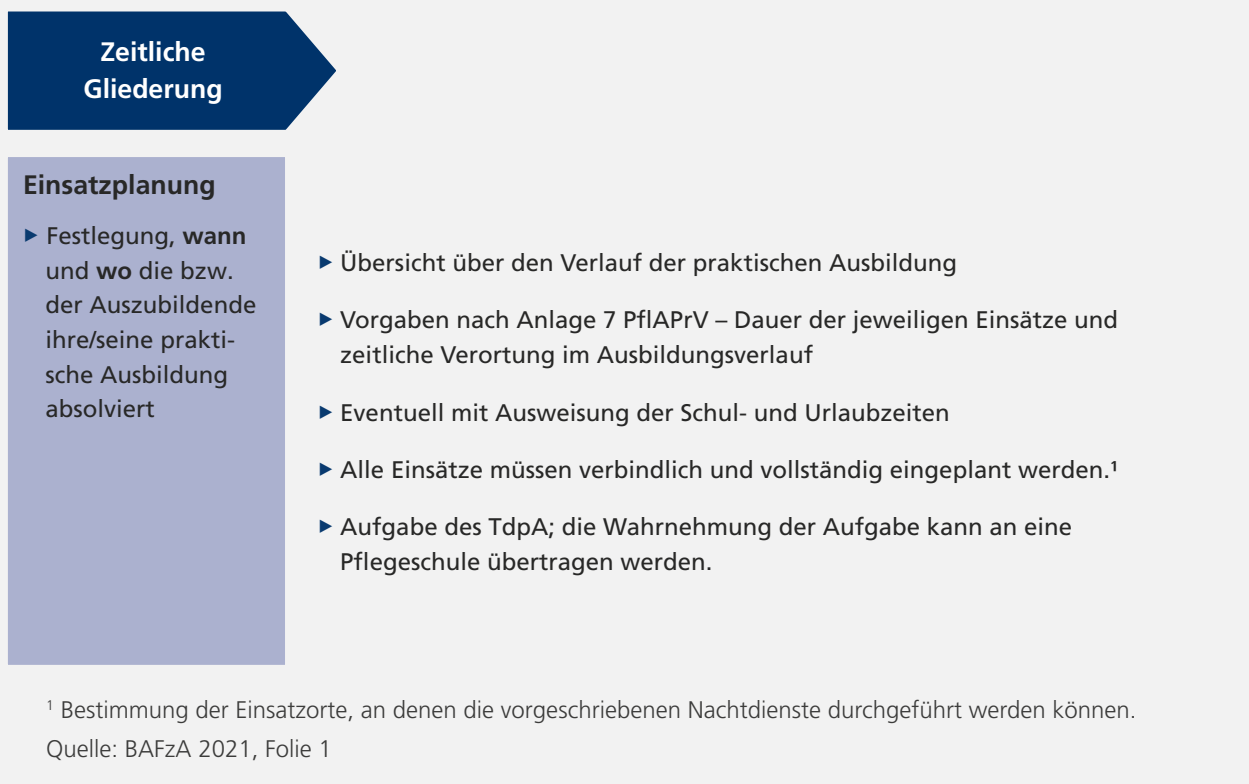 Zeitliche
Gliederung
Einsatzplanung
▶ Festlegung, wann
und wo die bzw.
der Auszubildende
ihre/seine prakti-
sche Ausbildung
absolviert
▶ Übersicht über den Verlauf der praktischen Ausbildung
▶ Vorgaben nach Anlage 7 PflAPrV – Dauer der jeweiligen Einsätze und
zeitliche Verortung im Ausbildungsverlauf
▶ Eventuell mit Ausweisung der Schul- und Urlaubzeiten
▶ Alle Einsätze müssen verbindlich und vollständig eingeplant werden.¹
▶ Aufgabe des TdpA; die Wahrnehmung der Aufgabe kann an eine
Pflegeschule übertragen werden.
¹ Bestimmung der Einsatzorte, an denen die vorgeschriebenen Nachtdienste durchgeführt werden können.
Quelle: BAFzA 2021, Folie 1